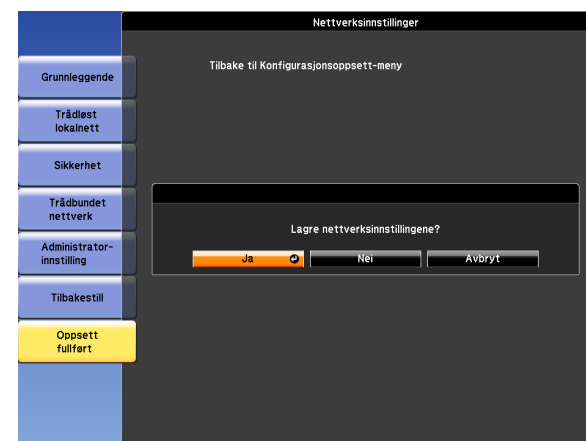 Nettverksinnstillinger
Tilbake til Konfigurasjonsoppsett-meny
Grunnleggende
Trådløst
lokalnett
Sikkerhet
Trådbundet
nettverk
Administrator-
innstilling
Tilbakestill
Oppsett
fullført
Lagre nettverksinnstillingene?
Ja Nei Avbryt